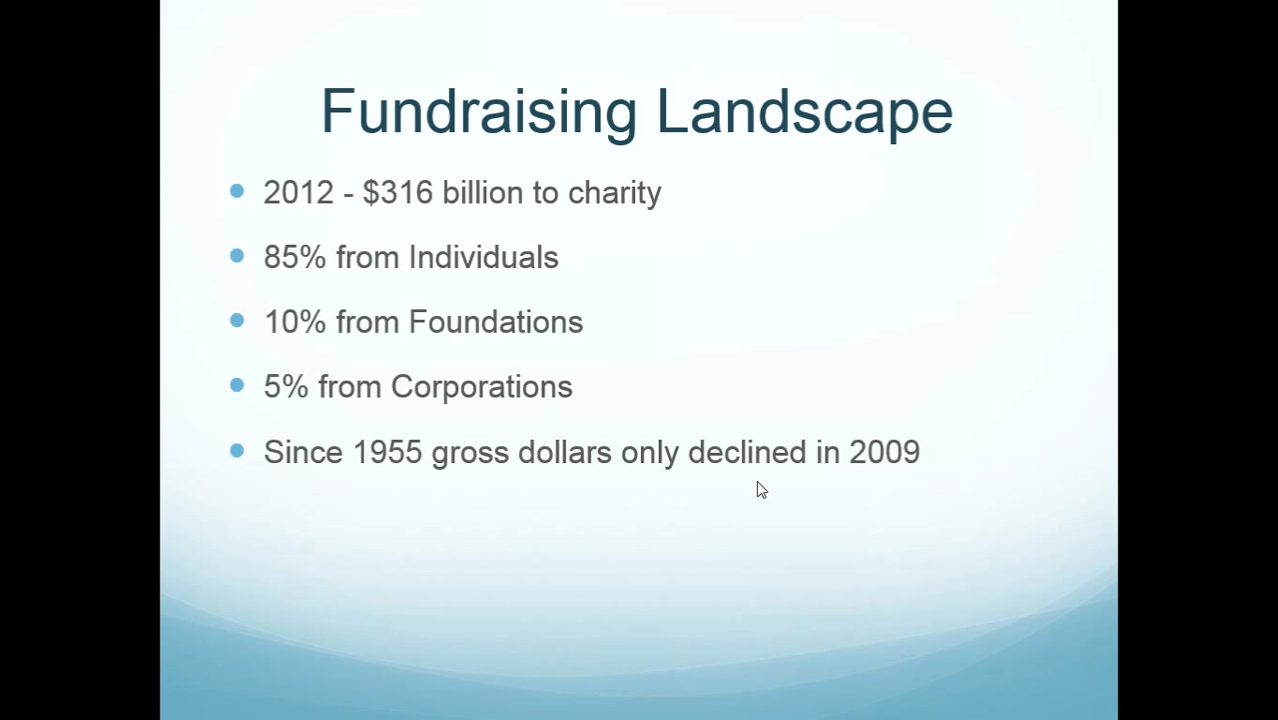 Fundraising Landscape
2012 - $316 billion to charity
85% from Individuals
10% from Foundations
5% from Corporations
Since 1955 gross dollars only declined in 2009